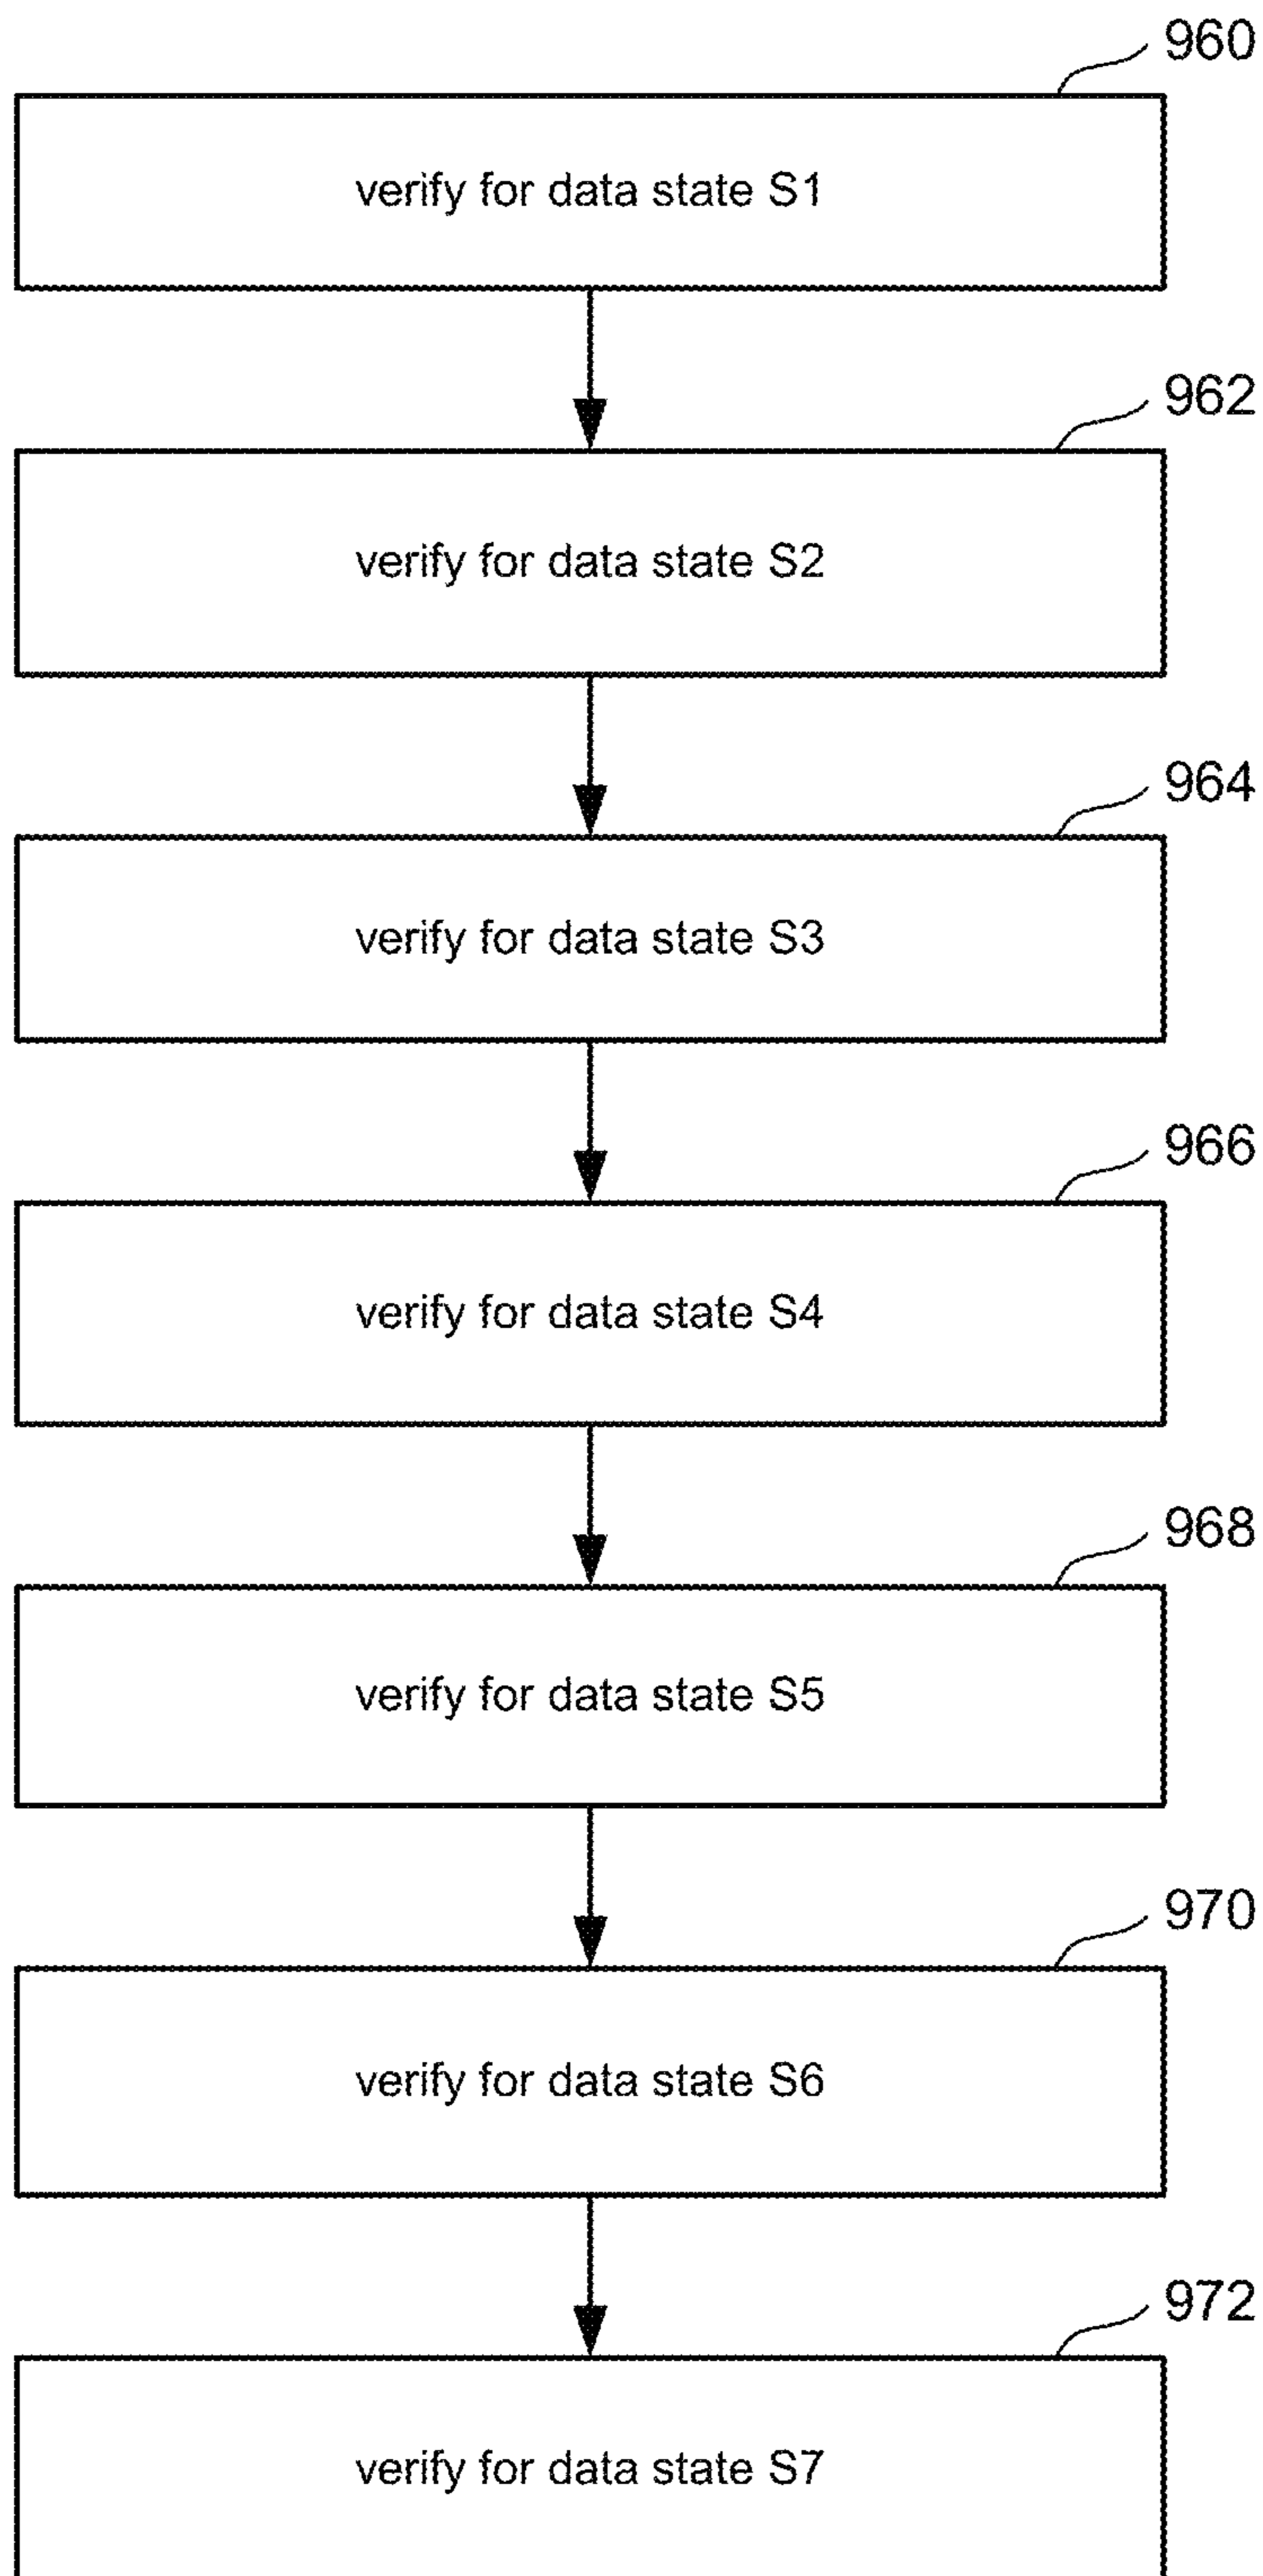 960
verify for data state S1
962
verify for data state S2
964
verify for data state S3
966
verify for data state S4
968
verify for data state S5
970
verify for data state S6
972
verify for data state S7